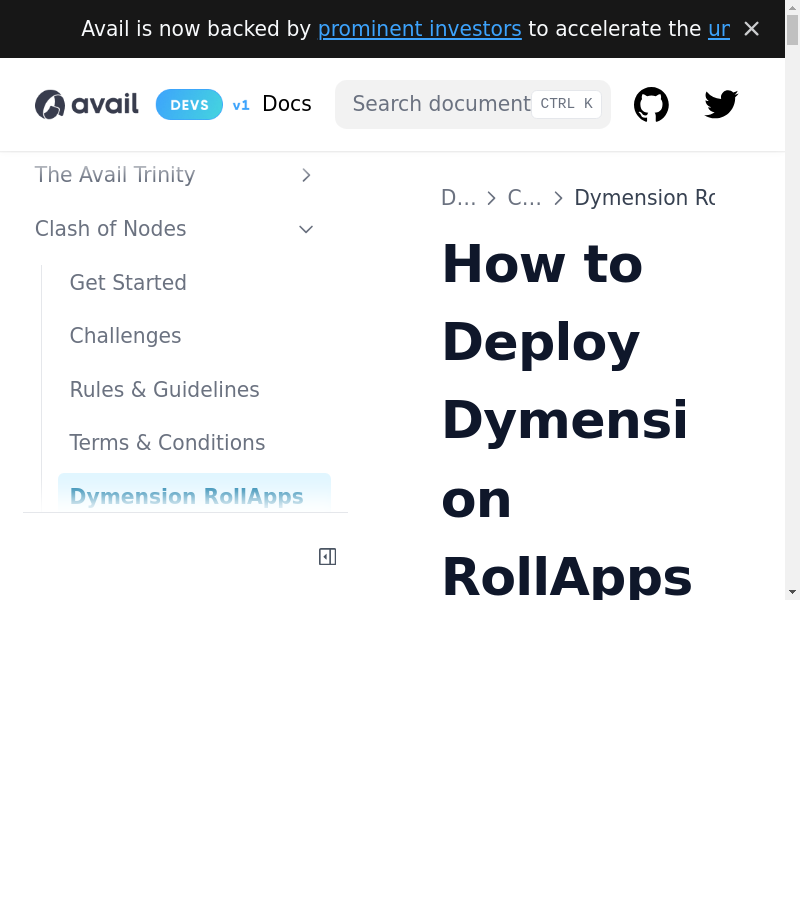 Avail is now backed by prominent investors to accelerate the ur
avail DEVS v1 Docs
Search document CTRL K
The Avail Trinity
Clash of Nodes
Get Started
Challenges
Rules & Guidelines
Terms & Conditions
Dymension RollApps
D… C… Dymension Ro
How to
Deploy
Dymensi
on
RollApps